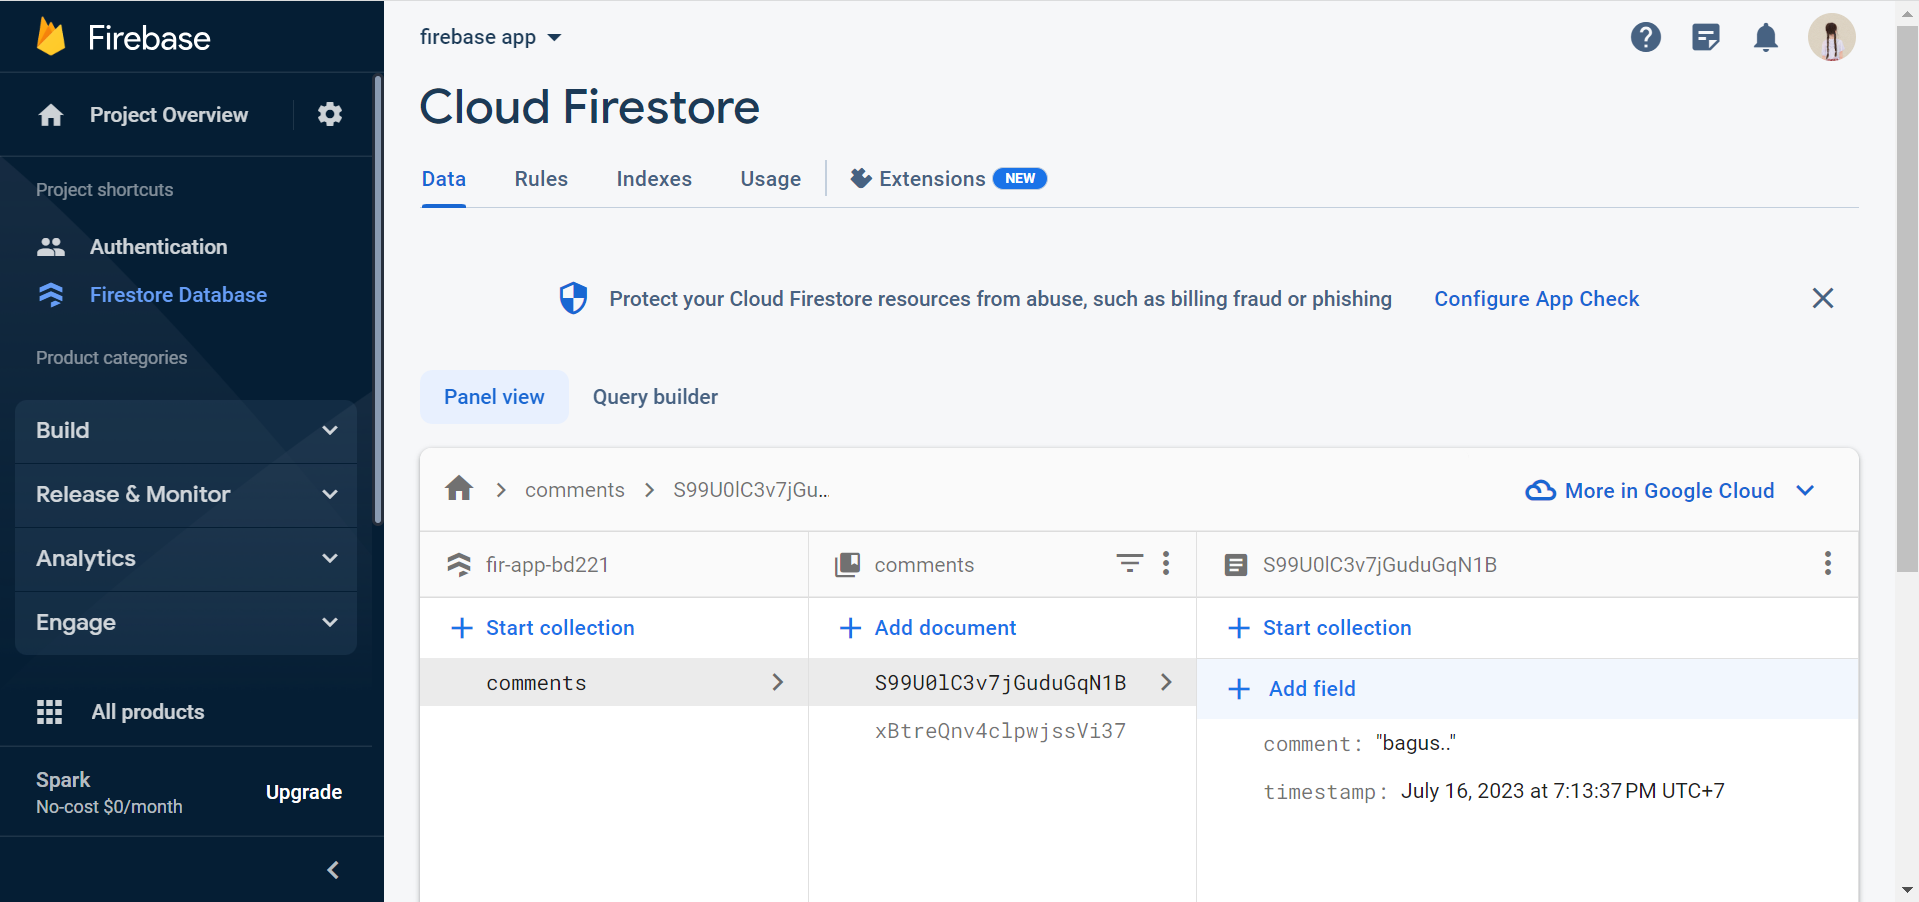 Firebase
firebase app
Project Overview
Cloud Firestore
Data Rules Indexes Usage Extensions NEW
Project shortcuts
Authentication
Firestore Database
Protect your Cloud Firestore resources from abuse, such as billing fraud or phishing Configure App Check
Product categories
Panel view Query builder
Build
Release & Monitor
Analytics
Engage
All products
Spark
No-cost $0/month
Upgrade
comments S99U0lC3v7jGu... More in Google Cloud
fir-app-bd221
Start collection
comments
comments
Add document
S99U0lC3v7jGuduGqN1B
xBtreQnv4clpwjssVi37
S99U0lC3v7jGuduGqN1B
Start collection
Add field
comment: "bagus.."
timestamp: July 16, 2023 at 7:13:37 PM UTC+7